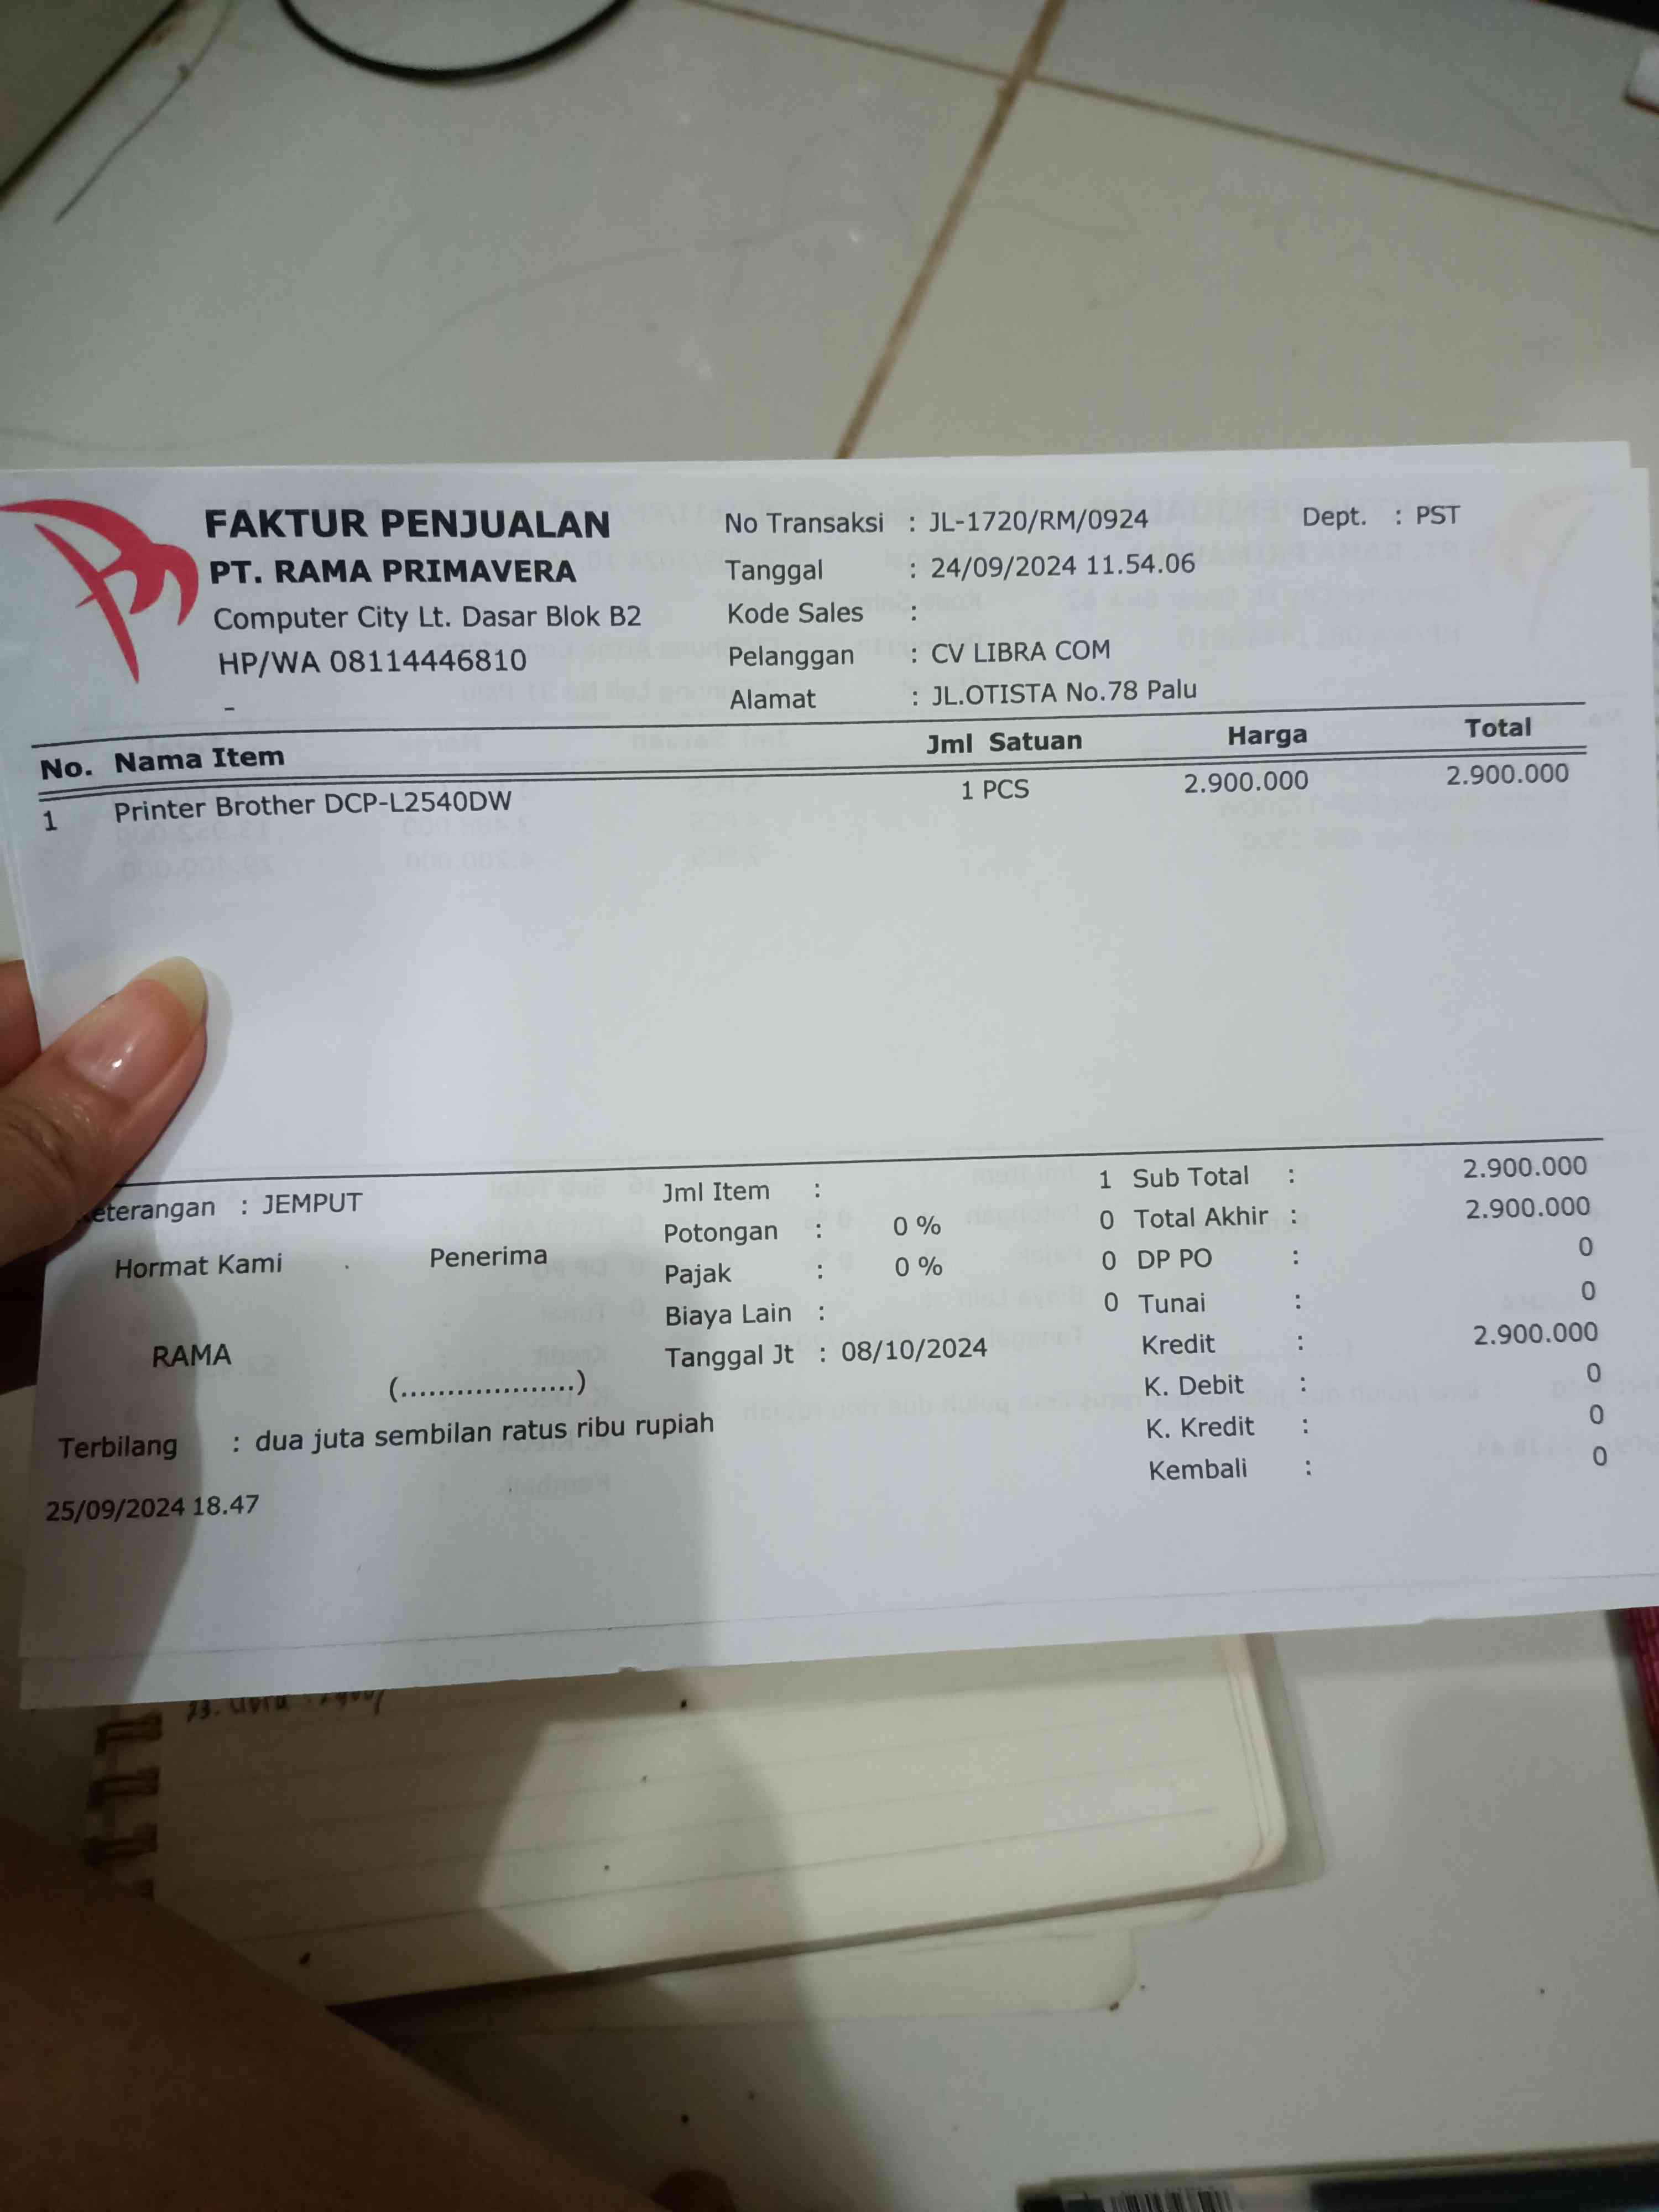 FAKTUR PENJUALAN
PT. RAMA PRIMAVERA
Computer City Lt. Dasar Blok B2
HP/WA 08114446810
-
No Transaksi : JL-1720/RM/0924 Dept. : PST
Tanggal : 24/09/2024 11.54.06
Kode Sales :
Pelanggan : CV LIBRA COM
Alamat : JL.OTISTA No.78 Palu
No. Nama Item Jml Satuan Harga Total
1 Printer Brother DCP-L2540DW 1 PCS 2.900.000 2.900.000
eterangan : JEMPUT
Hormat Kami . Penerima
RAMA
(....................)
Jml Item : 1
Potongan : 0 % 0
Pajak : 0 % 0
Biaya Lain : 0
Tanggal Jt : 08/10/2024
Sub Total : 2.900.000
Total Akhir : 2.900.000
DP PO : 0
Tunai : 0
Kredit : 2.900.000
K. Debit : 0
K. Kredit : 0
Kembali : 0
Terbilang : dua juta sembilan ratus ribu rupiah
25/09/2024 18.47